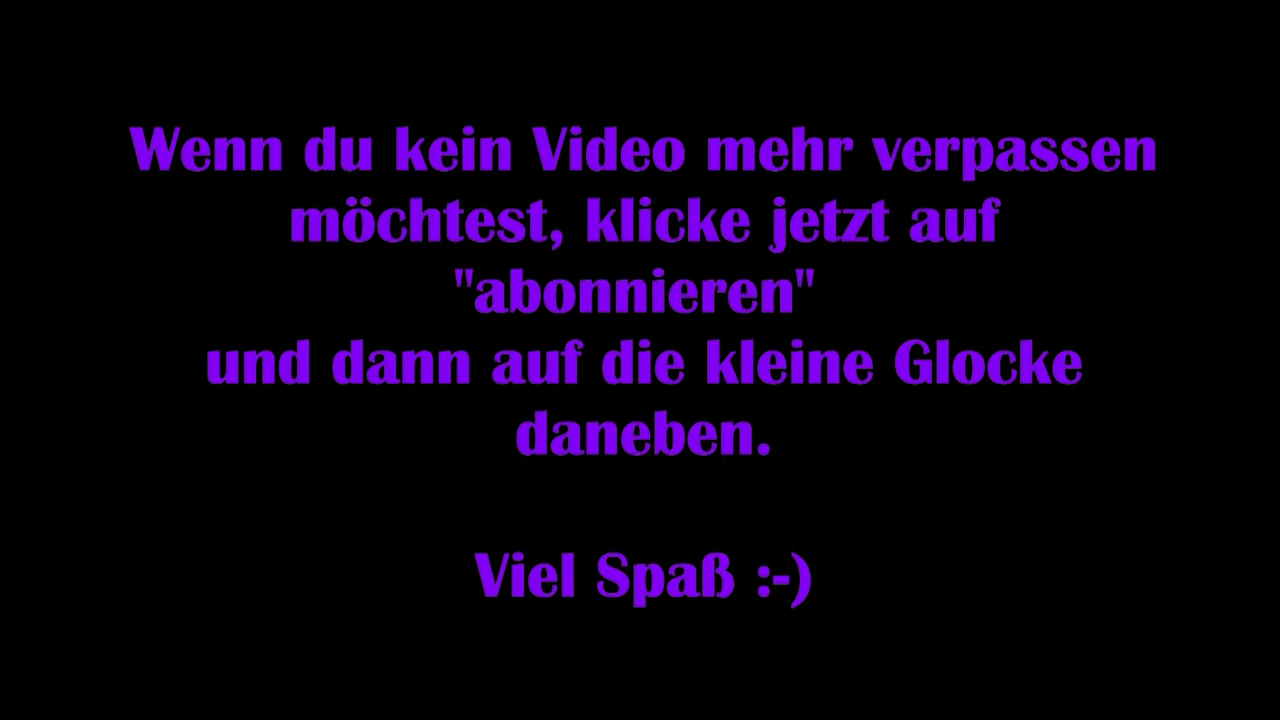 Wenn du kein Video mehr verpassen
möchtest, klicke jetzt auf
"abonnieren"
und dann auf die kleine Glocke
daneben.
Viel Spaß :-)